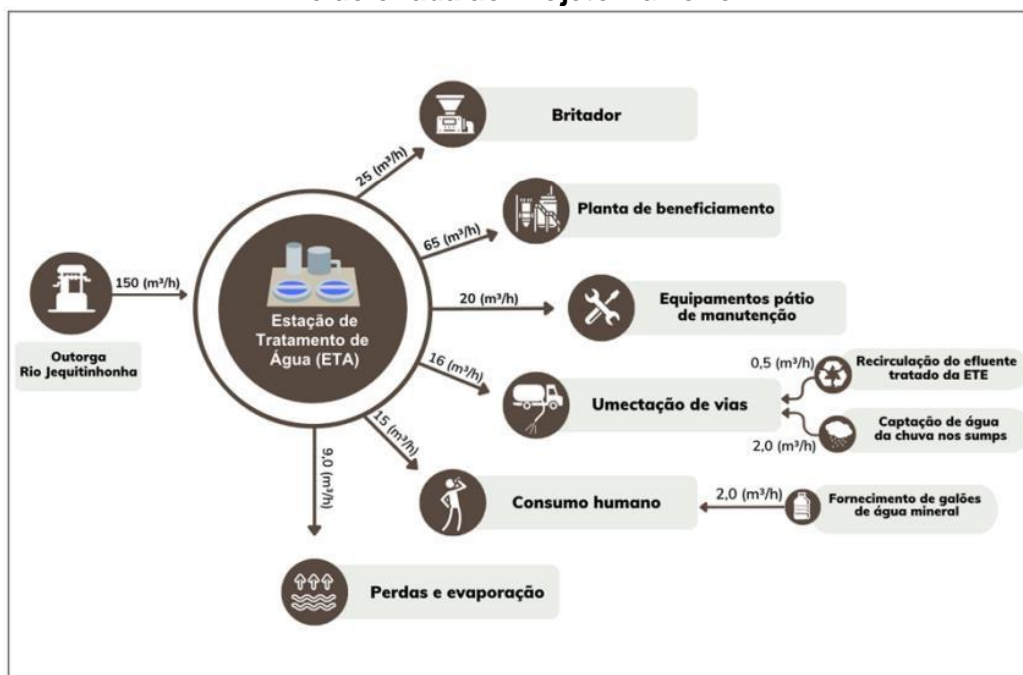 Britador
25 (m³/h)
Planta de beneficiamento
65 (m³/h)
150 (m³/h)
20 (m³/h)
Equipamentos pátio
de manutenção
Estação de
Tratamento de
Água (ETA)
Outorga
Rio Jequitinhonha
16 (m³/h)
Umectação de vias
0,5 (m³/h)
Recirculação do efluente
tratado da ETE
2,0 (m³/h)
Captação de água
da chuva nos sumps
15 (m³/h)
9,0 (m³/h)
Consumo humano
2,0 (m³/h)
Fornecimento de galões
de água mineral
Perdas e evaporação